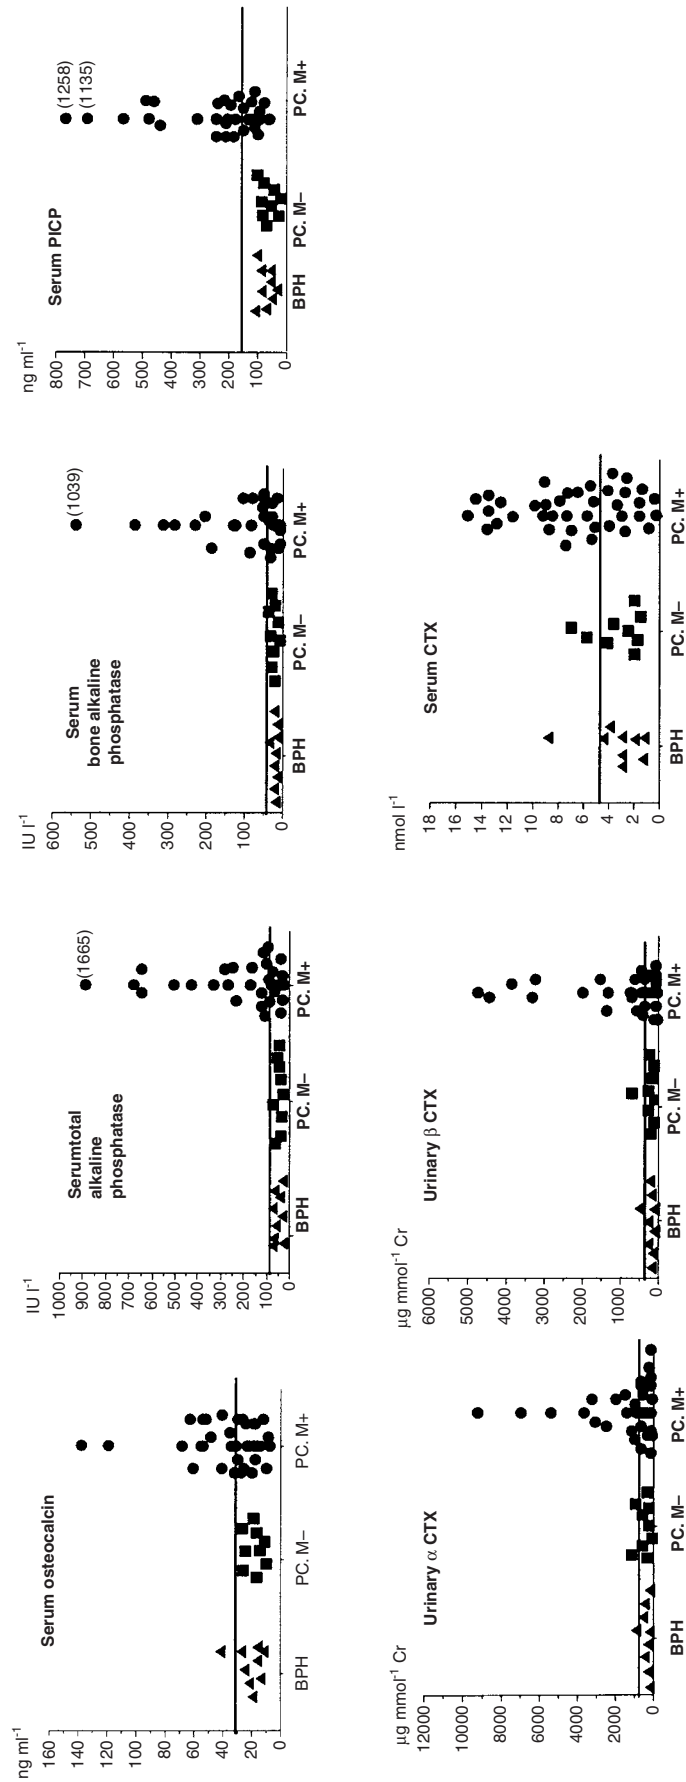 Serum osteocalcin
ng ml-1
160
140
120
100
80
60
40
20
0
BPH
PC. M–
PC. M+
Serumtotal
alkaline
phosphatase
IU l-1
1000
900
800
700
600
500
400
300
200
100
0
(1665)
BPH
PC. M–
PC. M+
Serum
bone alkaline
phosphatase
IU l-1
600
500
400
300
200
100
0
(1039)
BPH
PC. M–
PC. M+
Serum PICP
ng ml-1
800
700
600
500
400
300
200
100
0
(1258)
(1135)
BPH
PC. M–
PC. M+
Urinary α CTX
µg mmol-1 Cr
12000
10000
8000
6000
4000
2000
0
BPH
PC. M–
PC. M+
Urinary β CTX
µg mmol-1 Cr
6000
5000
4000
3000
2000
1000
0
BPH
PC. M–
PC. M+
Serum CTX
nmol l-1
18
16
14
12
10
8
6
4
2
0
BPH
PC. M–
PC. M+